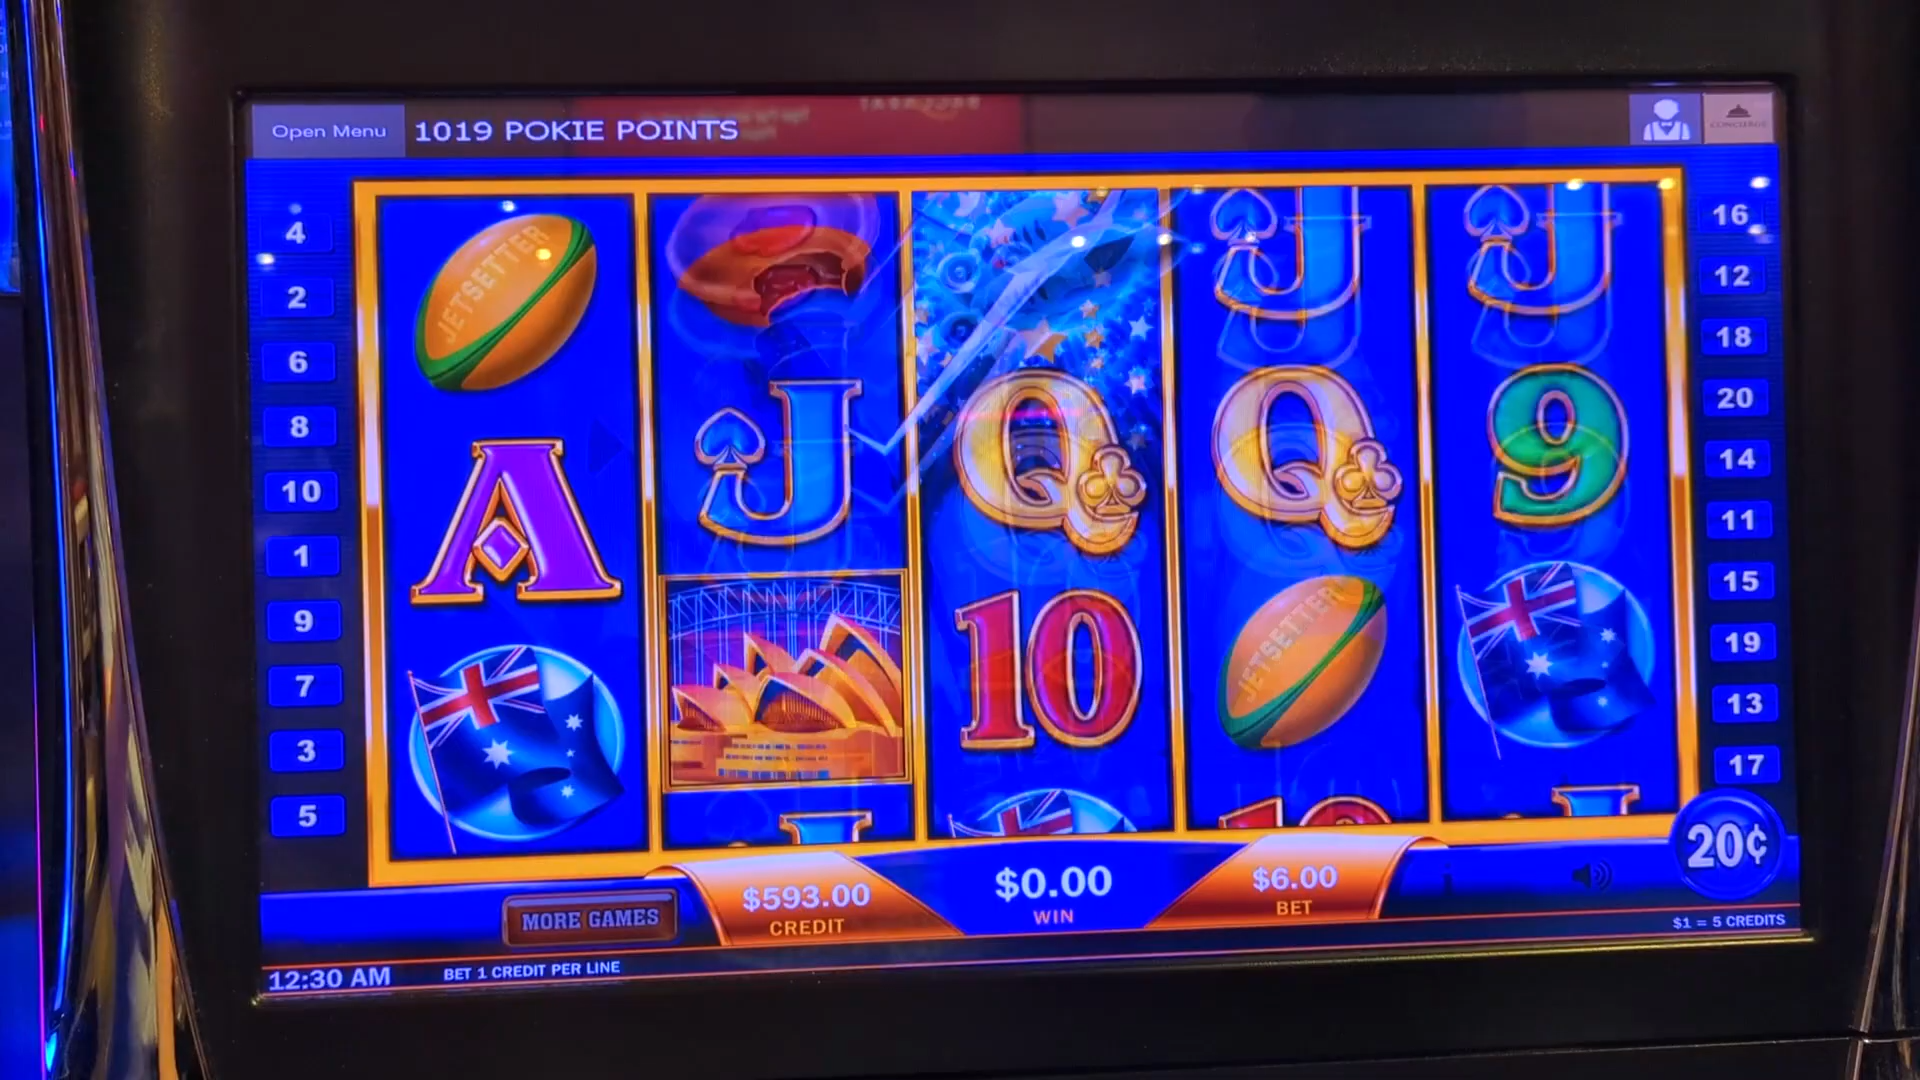 Open Menu
1019 POKIE POINTS
CONCIERGE
4
2
6
8
10
1
9
7
3
5
16
12
18
20
14
11
15
19
13
17
JETSETTER
A
J
Q
10
J
Q
JETSETTER
J
9
20¢
$593.00
CREDIT
$0.00
WIN
$6.00
BET
MORE GAMES
$1 = 5 CREDITS
12:30 AM
BET 1 CREDIT PER LINE